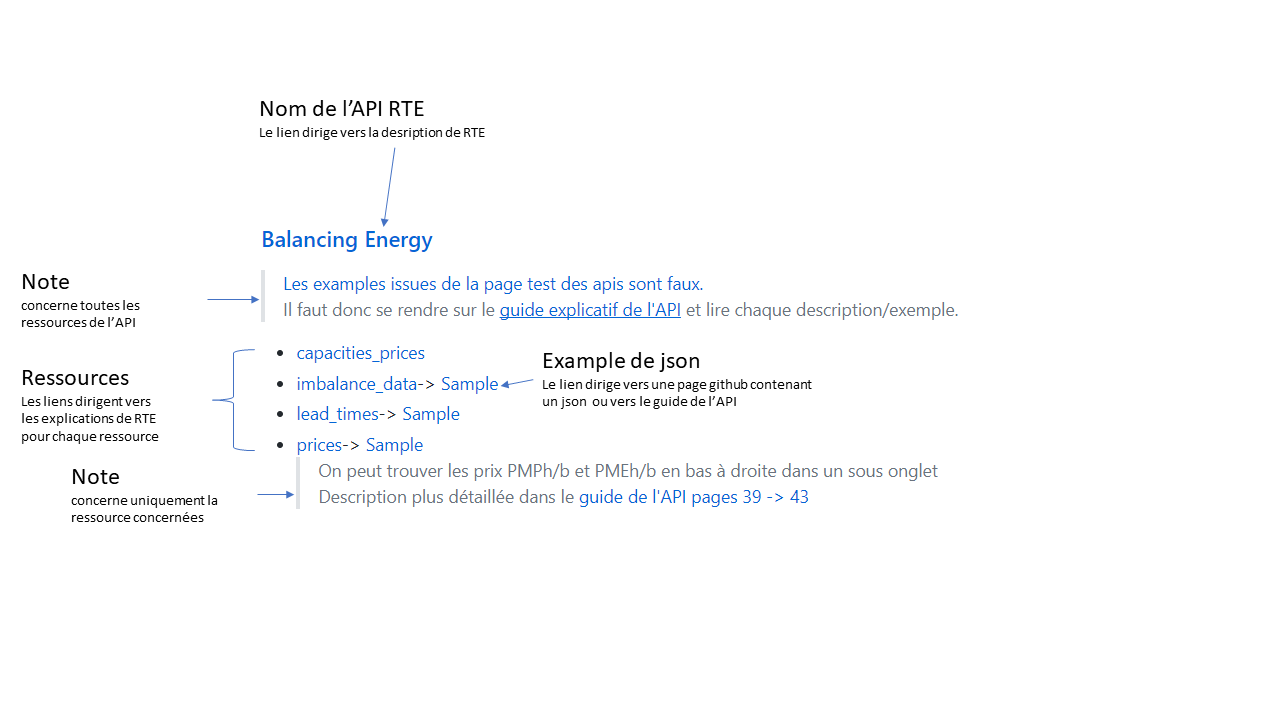 Nom de l’API RTE
Le lien dirige vers la desription de RTE
Balancing Energy
Note
concerne toutes les
ressources de l’API
Les examples issues de la page test des apis sont faux.
Il faut donc se rendre sur le guide explicatif de l'API et lire chaque description/exemple.
Ressources
Les liens dirigent vers
les explications de RTE
pour chaque ressource
• capacities_prices
• imbalance_data-> Sample
• lead_times-> Sample
• prices-> Sample
Example de json
Le lien dirige vers une page github contenant
un json ou vers le guide de l’API
Note
concerne uniquement la
ressource concernées
On peut trouver les prix PMPh/b et PMEh/b en bas à droite dans un sous onglet
Description plus détaillée dans le guide de l'API pages 39 -> 43